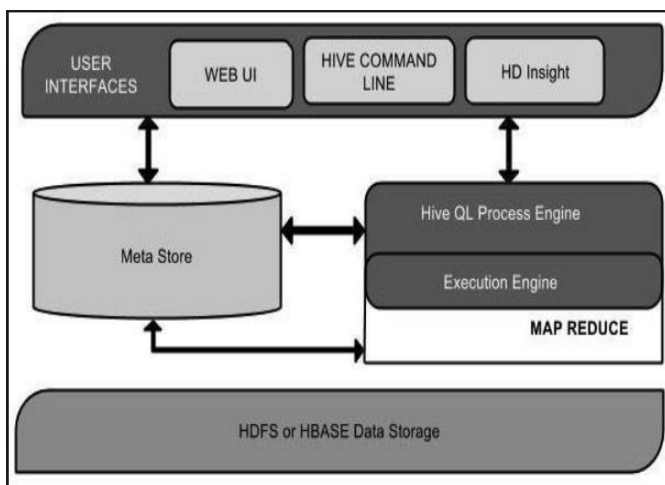 USER
INTERFACES
WEB UI
HIVE COMMAND
LINE
HD Insight
Meta Store
Hive QL Process Engine
Execution Engine
MAP REDUCE
HDFS or HBASE Data Storage